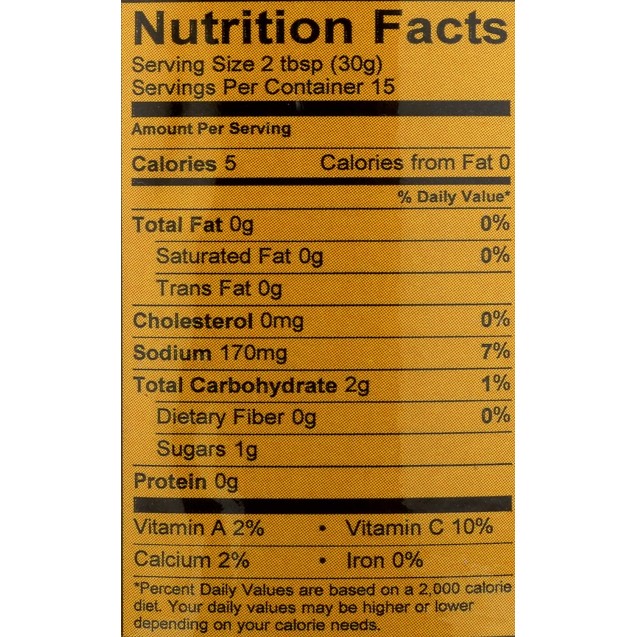 Nutrition Facts
Serving Size 2 tbsp (30g)
Servings Per Container 15
Amount Per Serving
Calories 5 Calories from Fat 0
% Daily Value*
Total Fat 0g 0%
Saturated Fat 0g 0%
Trans Fat 0g
Cholesterol 0mg 0%
Sodium 170mg 7%
Total Carbohydrate 2g 1%
Dietary Fiber 0g 0%
Sugars 1g
Protein 0g
Vitamin A 2% • Vitamin C 10%
Calcium 2% • Iron 0%
*Percent Daily Values are based on a 2,000 calorie
diet. Your daily values may be higher or lower
depending on your calorie needs.